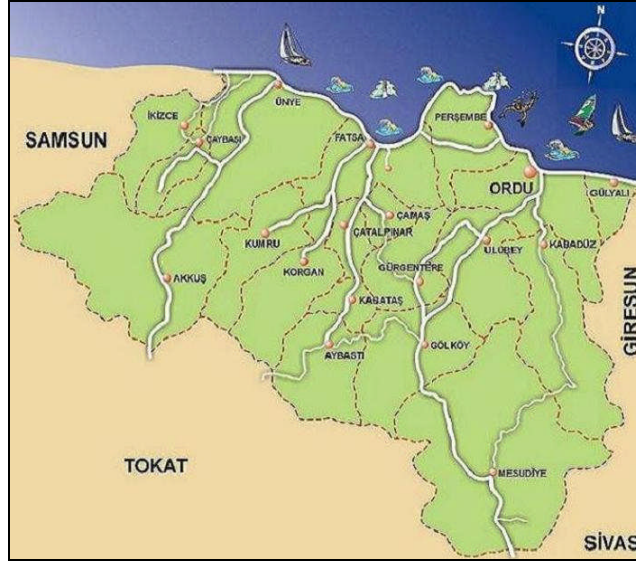 N
ÜNYE
İKİZCE
ÇAYBAŞI
SAMSUN
FATSA
PERŞEMBE
ORDU
GÜLYALI
ÇAMAŞ
ÇATALPINAR
KUMRU
KORGAN
GÜRGENTEPE
ULUBEY
KABADÜZ
AKKUŞ
KABATAŞ
AYBASTI
GÖLKÖY
GİRESUN
TOKAT
MESUDİYE
SİVAS